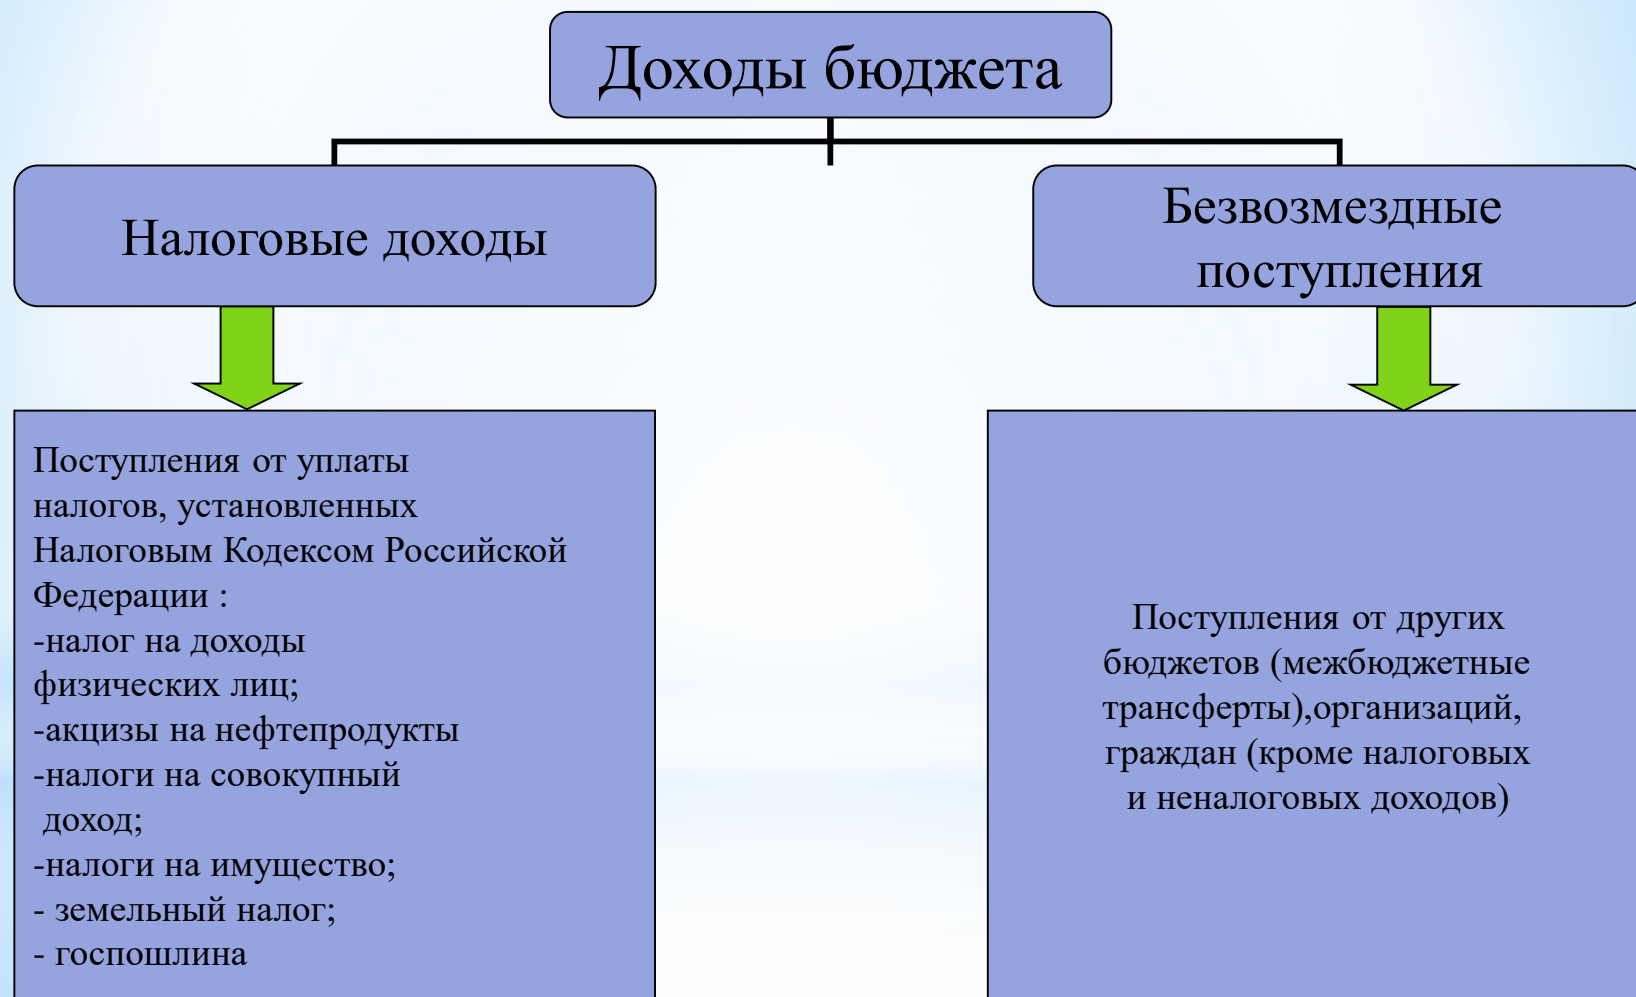 Доходы бюджета
Налоговые доходы
Безвозмездные
поступления
Поступления от уплаты
налогов, установленных
Налоговым Кодексом Российской
Федерации :
-налог на доходы
физических лиц;
-акцизы на нефтепродукты
-налоги на совокупный
доход;
-налоги на имущество;
- земельный налог;
- госпошлина
Поступления от других
бюджетов (межбюджетные
трансферты),организаций,
граждан (кроме налоговых
и неналоговых доходов)